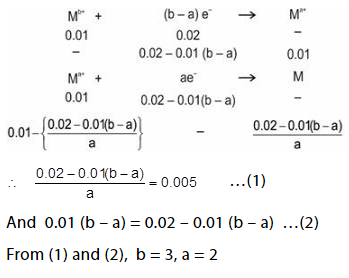 M^{b+} + (b – a) e⁻ → M^{a+}
0.01 0.02 –
– 0.02 – 0.01 (b – a) 0.01
M^{a+} + ae⁻ → M
0.01 0.02 – 0.01(b – a) –
0.01 – {(0.02 – 0.01(b – a))/a} – (0.02 – 0.01(b – a))/a
∴ (0.02 – 0.01(b – a))/a = 0.005 …(1)
And 0.01 (b – a) = 0.02 – 0.01 (b – a) …(2)
From (1) and (2), b = 3, a = 2